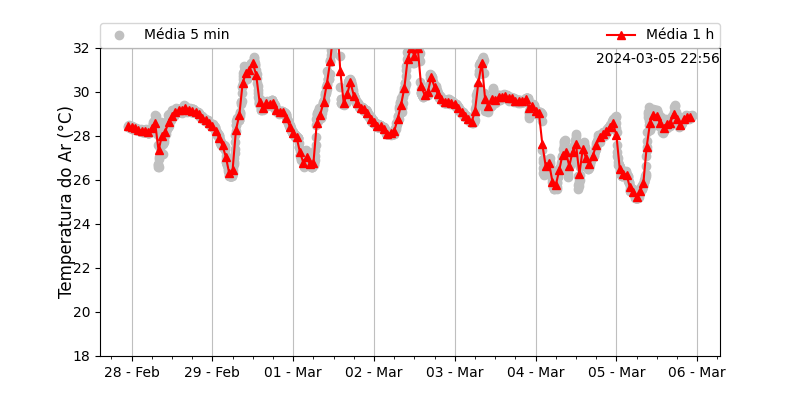 Média 5 min
Média 1 h
2024-03-05 22:56
Temperatura do Ar (°C)
32
30
28
26
24
22
20
18
28 - Feb
29 - Feb
01 - Mar
02 - Mar
03 - Mar
04 - Mar
05 - Mar
06 - Mar